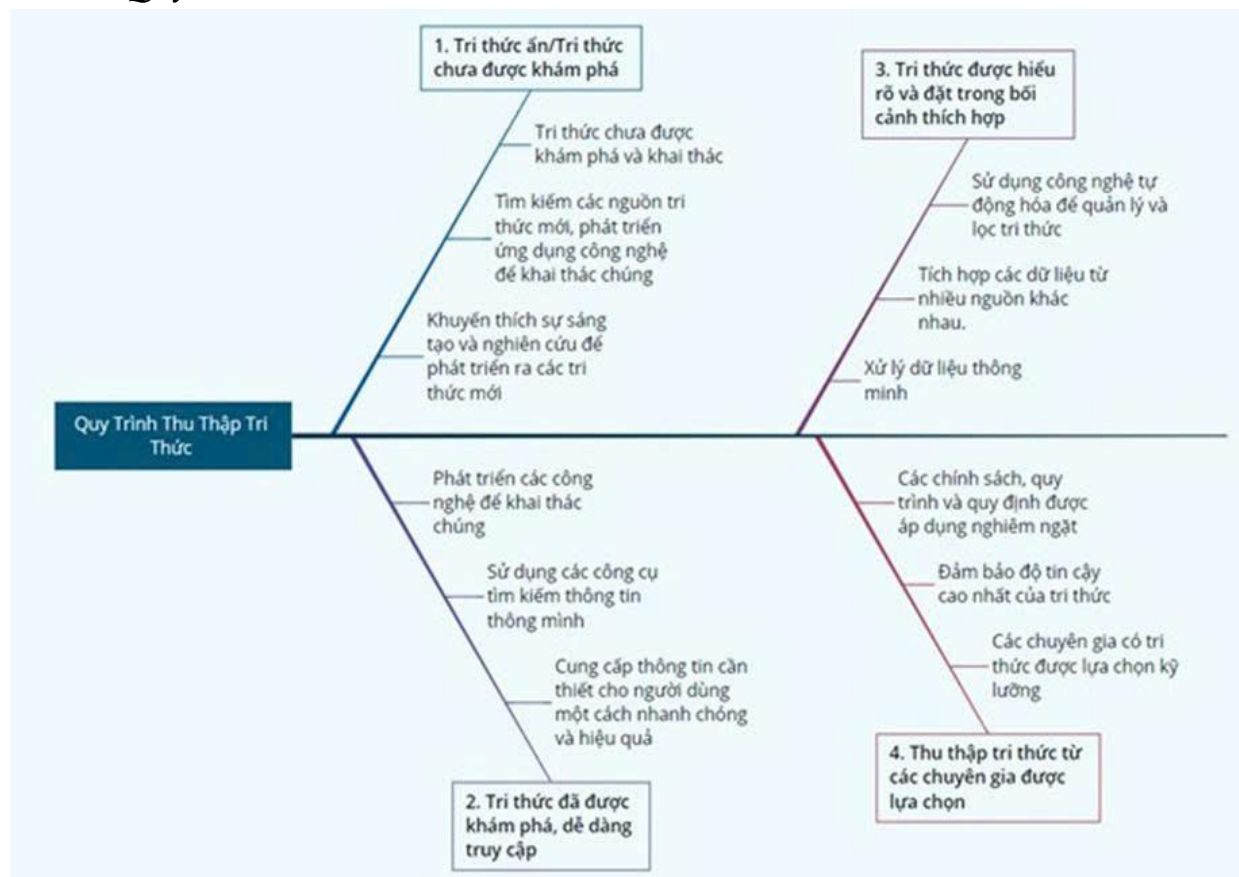 1. Tri thức ẩn/Tri thức
chưa được khám phá
Tri thức chưa được
khám phá và khai thác
Tìm kiếm các nguồn tri
thức mới, phát triển
ứng dụng công nghệ
để khai thác chúng
Khuyến thích sự sáng
tạo và nghiên cứu để
phát triển ra các tri
thức mới
3. Tri thức được hiểu
rõ và đặt trong bối
cảnh thích hợp
Sử dụng công nghệ tự
động hóa để quản lý và
lọc tri thức
Tích hợp các dữ liệu từ
nhiều nguồn khác
nhau.
Xử lý dữ liệu thông
minh
Quy Trình Thu Thập Tri
Thức
Phát triển các công
nghệ để khai thác
chúng
Sử dụng các công cụ
tìm kiếm thông tin
thông mình
Cung cấp thông tin cần
thiết cho người dùng
một cách nhanh chóng
và hiệu quả
2. Tri thức đã được
khám phá, dễ dàng
truy cập
Các chính sách, quy
trình và quy định được
áp dụng nghiêm ngặt
Đảm bảo độ tin cậy
cao nhất của tri thức
Các chuyên gia có tri
thức được lựa chọn kỹ
lưỡng
4. Thu thập tri thức từ
các chuyên gia được
lựa chọn